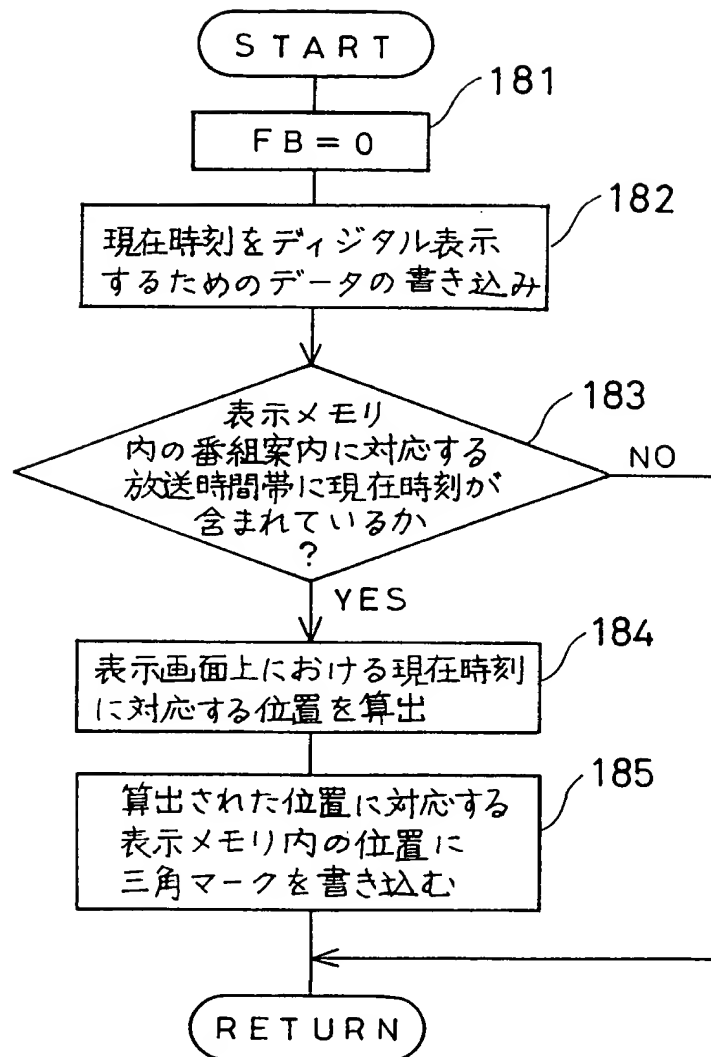 START
181
FB=0
182
現在時刻をディジタル表示
するためのデータの書き込み
183
表示メモリ
内の番組案内に対応する
放送時間帯に現在時刻が
含まれているか
?
NO
YES
184
表示画面上における現在時刻
に対応する位置を算出
185
算出された位置に対応する
表示メモリ内の位置に
三角マークを書き込む
RETURN